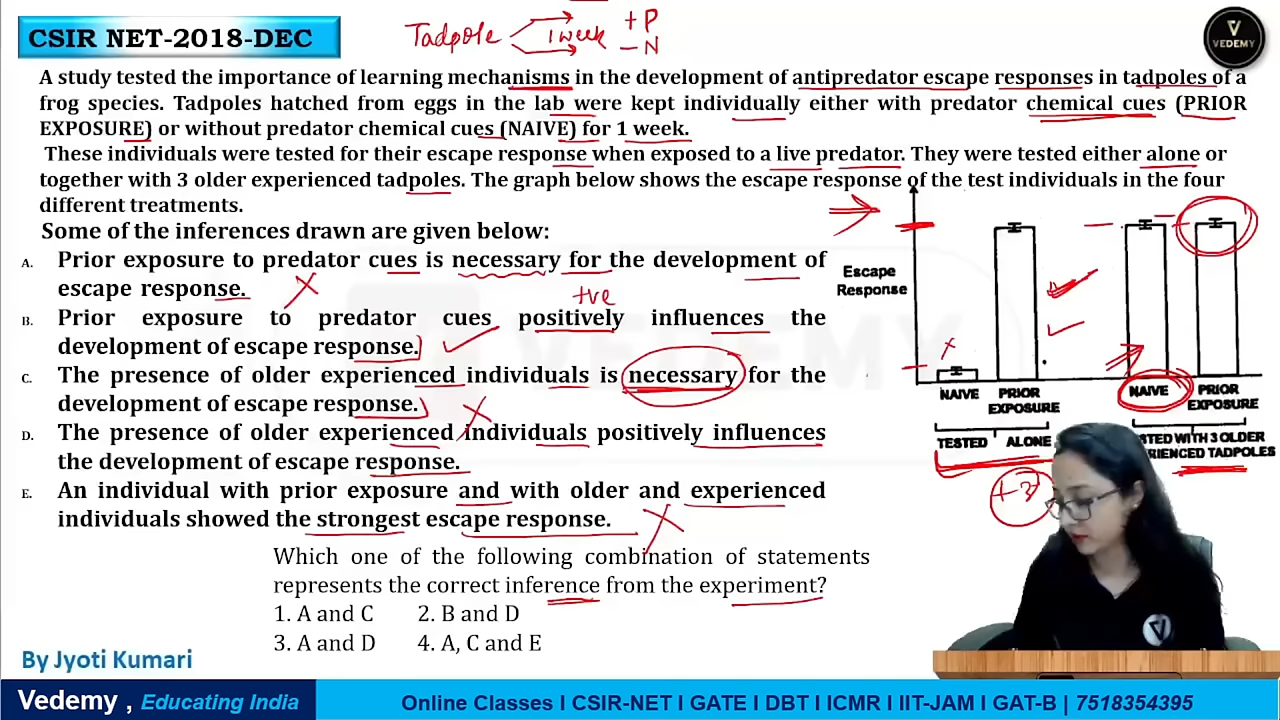 CSIR NET-2018-DEC
Tadpole 1 week + P
– N
VEDEMY
A study tested the importance of learning mechanisms in the development of antipredator escape responses in tadpoles of a
frog species. Tadpoles hatched from eggs in the lab were kept individually either with predator chemical cues (PRIOR
EXPOSURE) or without predator chemical cues (NAIVE) for 1 week.
These individuals were tested for their escape response when exposed to a live predator. They were tested either alone or
together with 3 older experienced tadpoles. The graph below shows the escape response of the test individuals in the four
different treatments.
Some of the inferences drawn are given below:
A. Prior exposure to predator cues is necessary for the development of
escape response.
+ve
B. Prior exposure to predator cues positively influences the
development of escape response.
C. The presence of older experienced individuals is necessary for the
development of escape response.
D. The presence of older experienced individuals positively influences
the development of escape response.
E. An individual with prior exposure and with older and experienced
individuals showed the strongest escape response.
Which one of the following combination of statements
represents the correct inference from the experiment?
1. A and C 2. B and D
3. A and D 4. A, C and E
Escape
Response
NAIVE PRIOR
EXPOSURE
NAIVE PRIOR
EXPOSURE
TESTED ALONE
WITH 3 OLDER
TADPOLES
+3
VEDEMY
By Jyoti Kumari
Vedemy , Educating India
Online Classes I CSIR-NET I GATE I DBT I ICMR I IIT-JAM I GAT-B | 7518354395